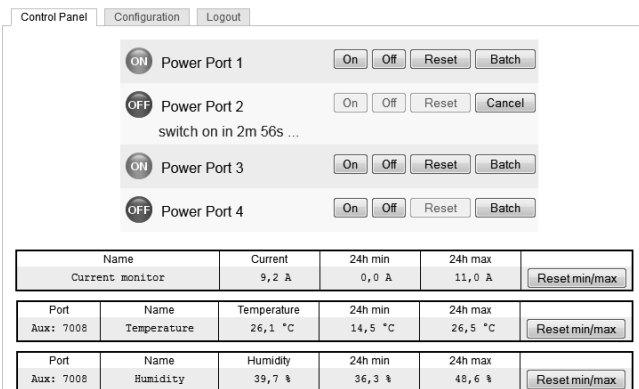 Control Panel Configuration Logout
ON Power Port 1 On Off Reset Batch
OFF Power Port 2 On Off Reset Cancel
switch on in 2m 56s ...
ON Power Port 3 On Off Reset Batch
OFF Power Port 4 On Off Reset Batch
Name Current 24h min 24h max
Current monitor 9,2 A 0,0 A 11,0 A Reset min/max
Port Name Temperature 24h min 24h max
Aux: 7008 Temperature 26,1 °C 14,5 °C 26,5 °C Reset min/max
Port Name Humidity 24h min 24h max
Aux: 7008 Humidity 39,7 % 36,3 % 48,6 % Reset min/max